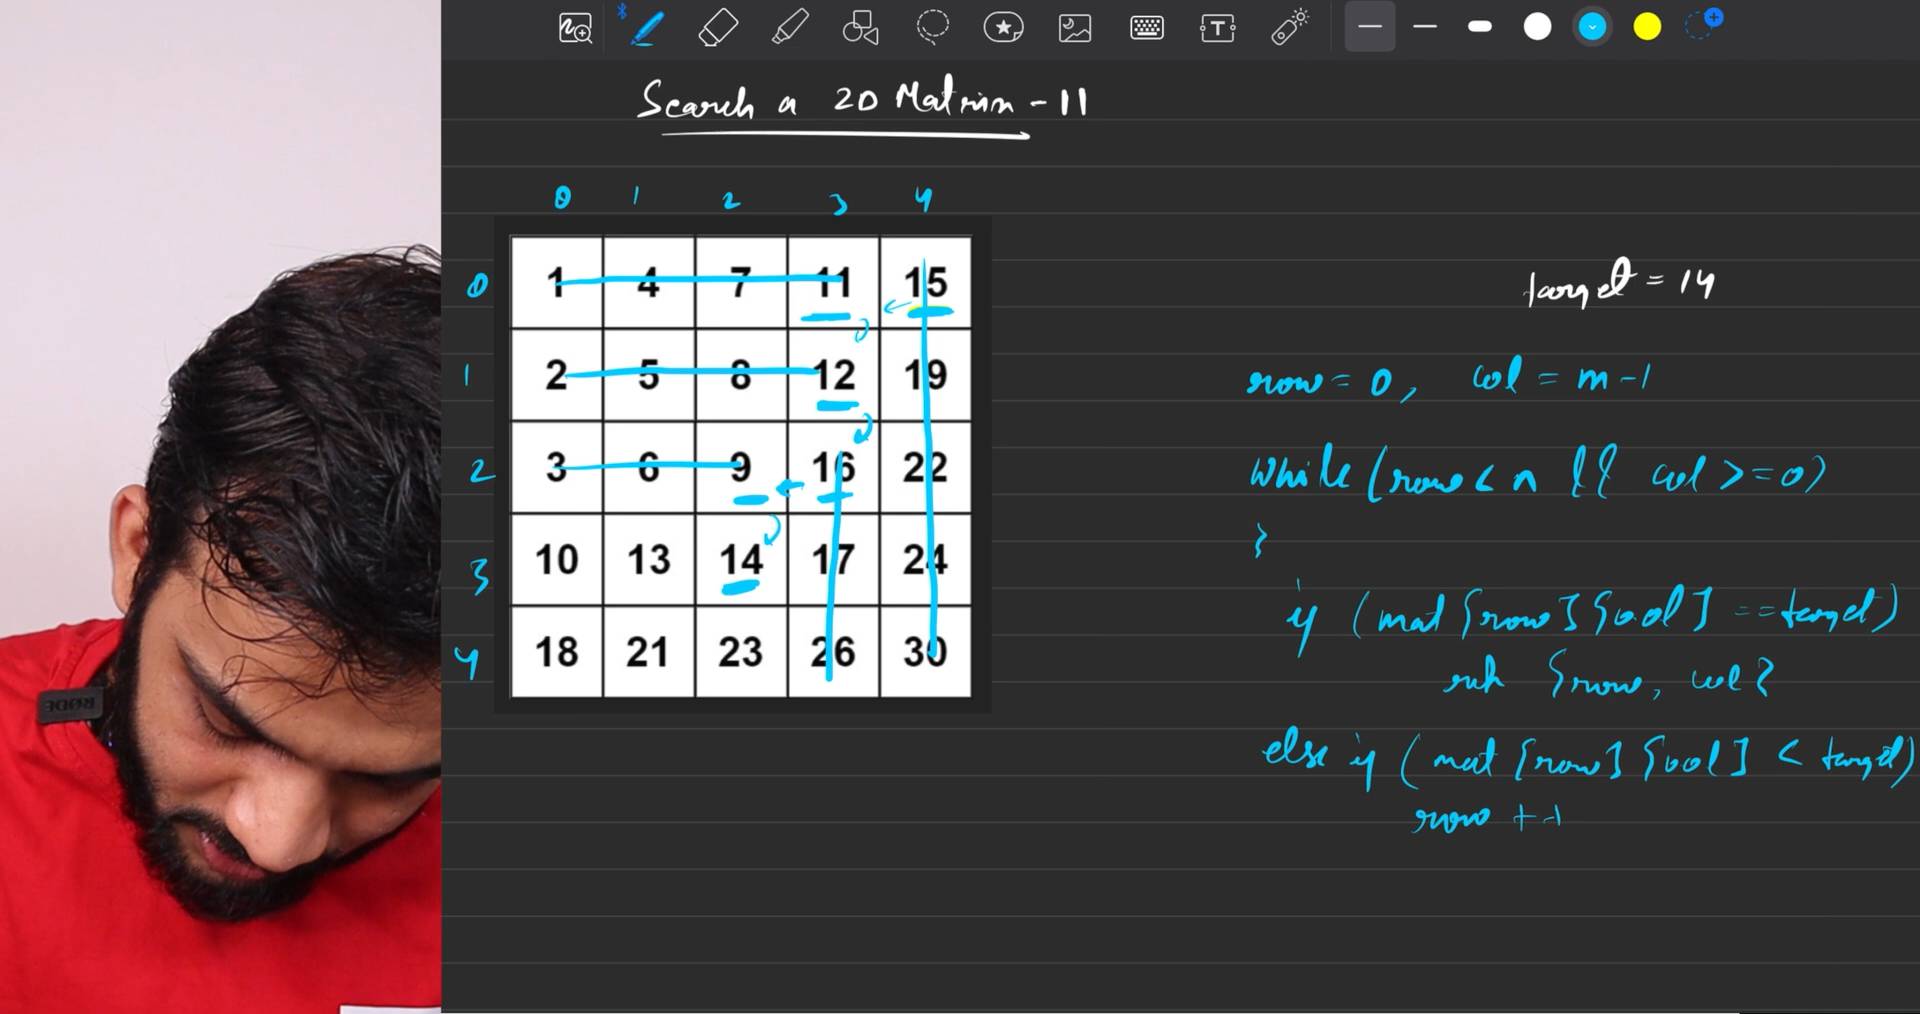 Search a 2D Matrix - II
0 1 2 3 4
0 1 4 7 11 15
1 2 5 8 12 19
2 3 6 9 16 22
3 10 13 14 17 24
4 18 21 23 26 30
target = 14
row = 0, col = m - 1
while (row < n && col >= 0)
{
if (mat[row][col] == target)
ret {row, col}
else if (mat[row][col] < target)
row ++
RØDE